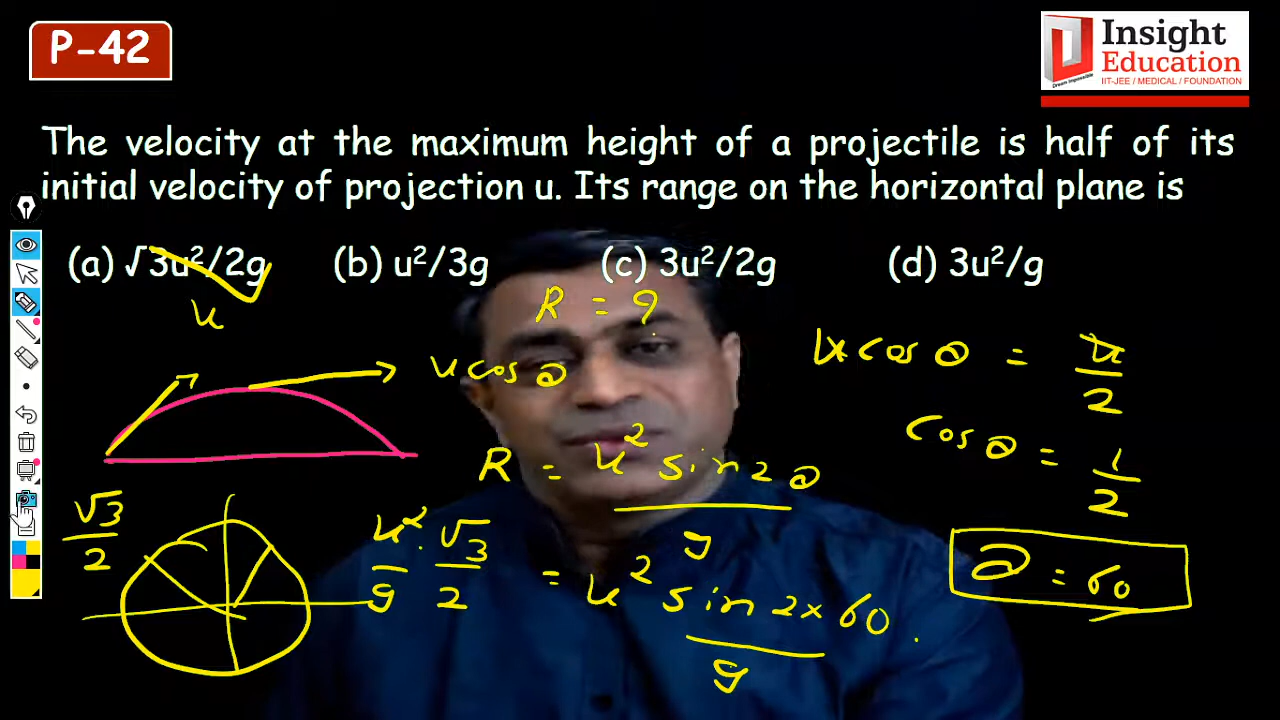 P-42
Insight
Education
IIT-JEE / MEDICAL / FOUNDATION
The velocity at the maximum height of a projectile is half of its
initial velocity of projection u. Its range on the horizontal plane is
(a) √3u²/2g (b) u²/3g (c) 3u²/2g (d) 3u²/g
R = ?
u
u cos θ
u cos θ = u/2
cos θ = 1/2
R = u² sin 2θ / g
√3/2
u²/g · √3/2 = u² sin 2×60 / g
θ = 60